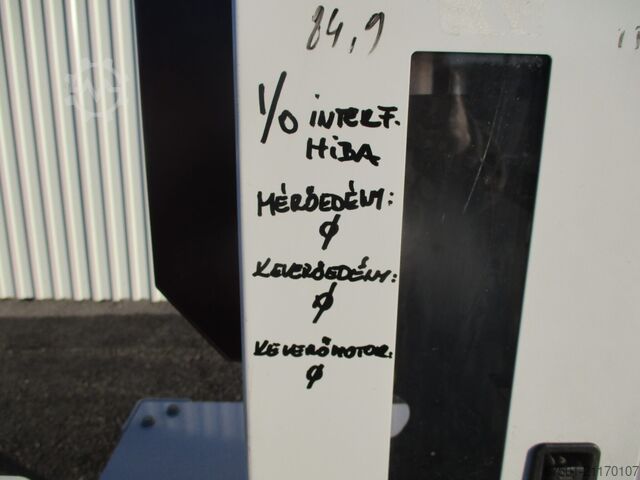 84,9
I/O INTERF.
HIBA
MÉRŐEDÉNY:
Ø
KEVERŐEDÉNY:
Ø
KEVERŐMOTOR:
Ø